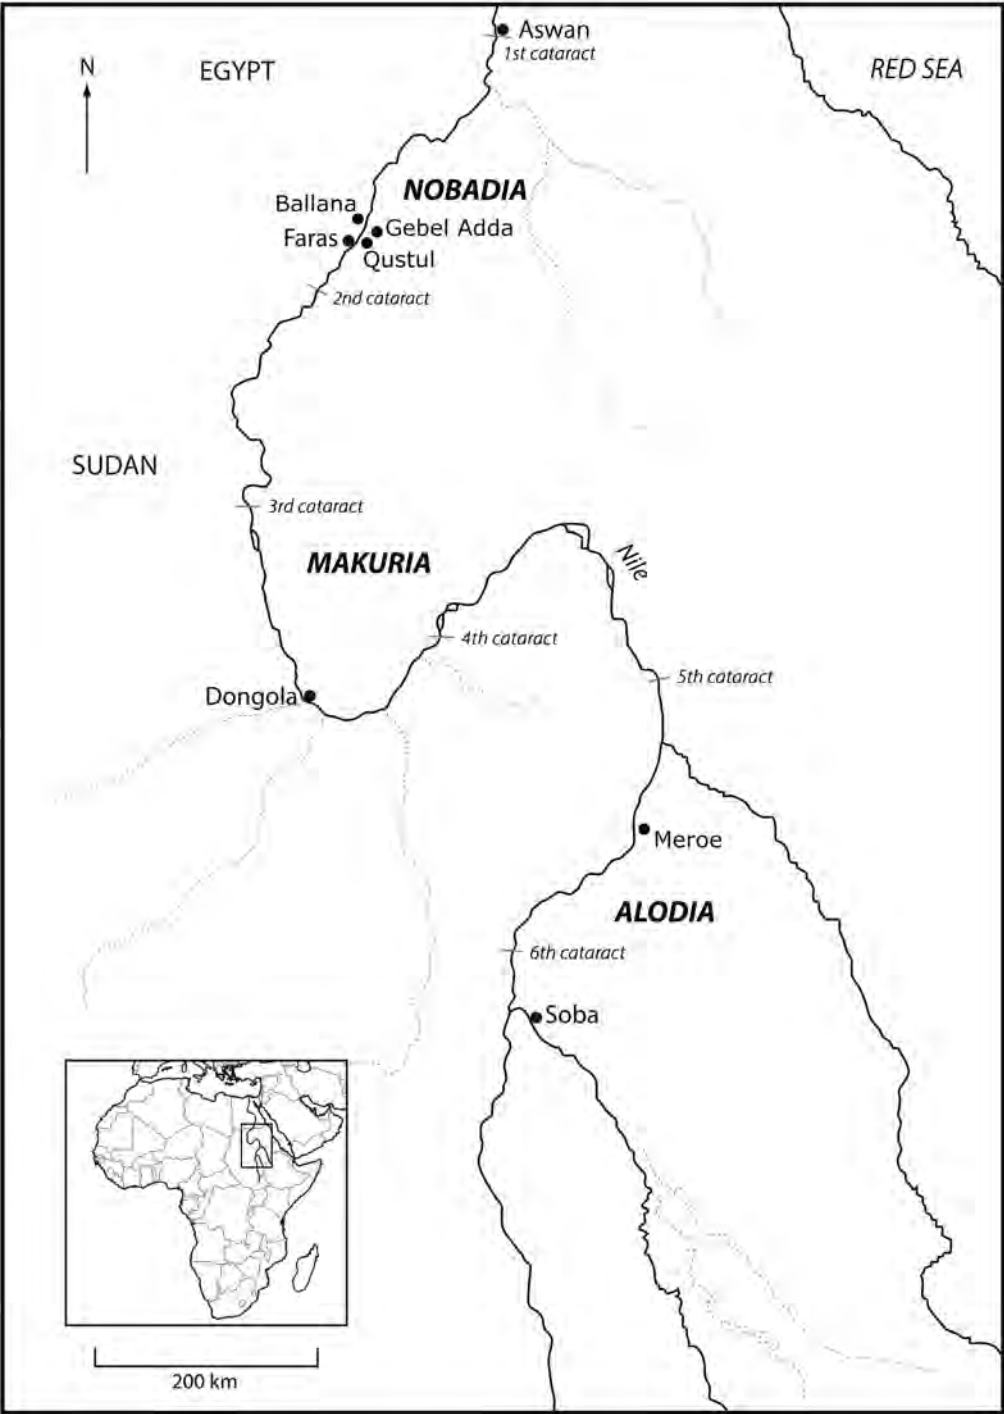 Aswan
1st cataract
N
EGYPT
RED SEA
NOBADIA
Ballana
Gebel Adda
Faras
Qustul
2nd cataract
SUDAN
3rd cataract
MAKURIA
Nile
4th cataract
5th cataract
Dongola
Meroe
ALODIA
6th cataract
Soba
200 km